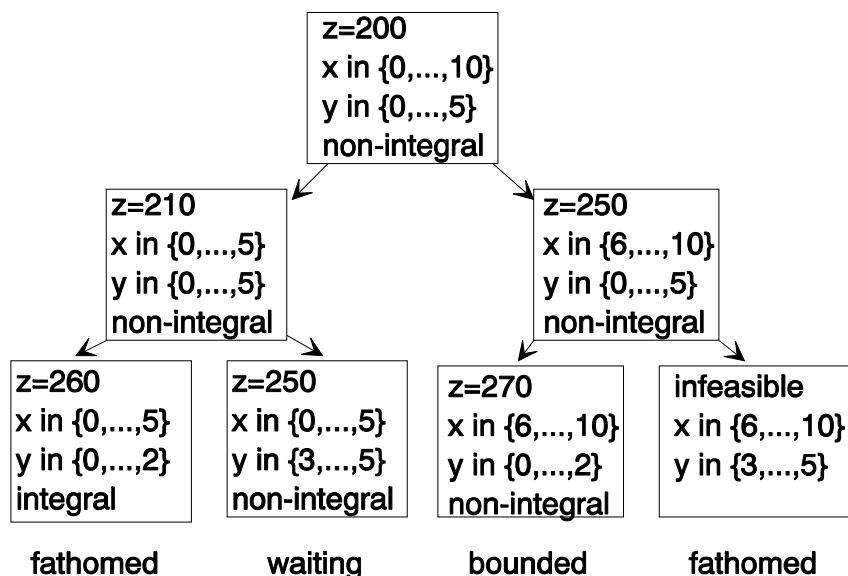 z=200
x in {0,...,10}
y in {0,...,5}
non-integral
z=210
x in {0,...,5}
y in {0,...,5}
non-integral
z=250
x in {6,...,10}
y in {0,...,5}
non-integral
z=260
x in {0,...,5}
y in {0,...,2}
integral
z=250
x in {0,...,5}
y in {3,...,5}
non-integral
z=270
x in {6,...,10}
y in {0,...,2}
non-integral
infeasible
x in {6,...,10}
y in {3,...,5}
fathomed
waiting
bounded
fathomed